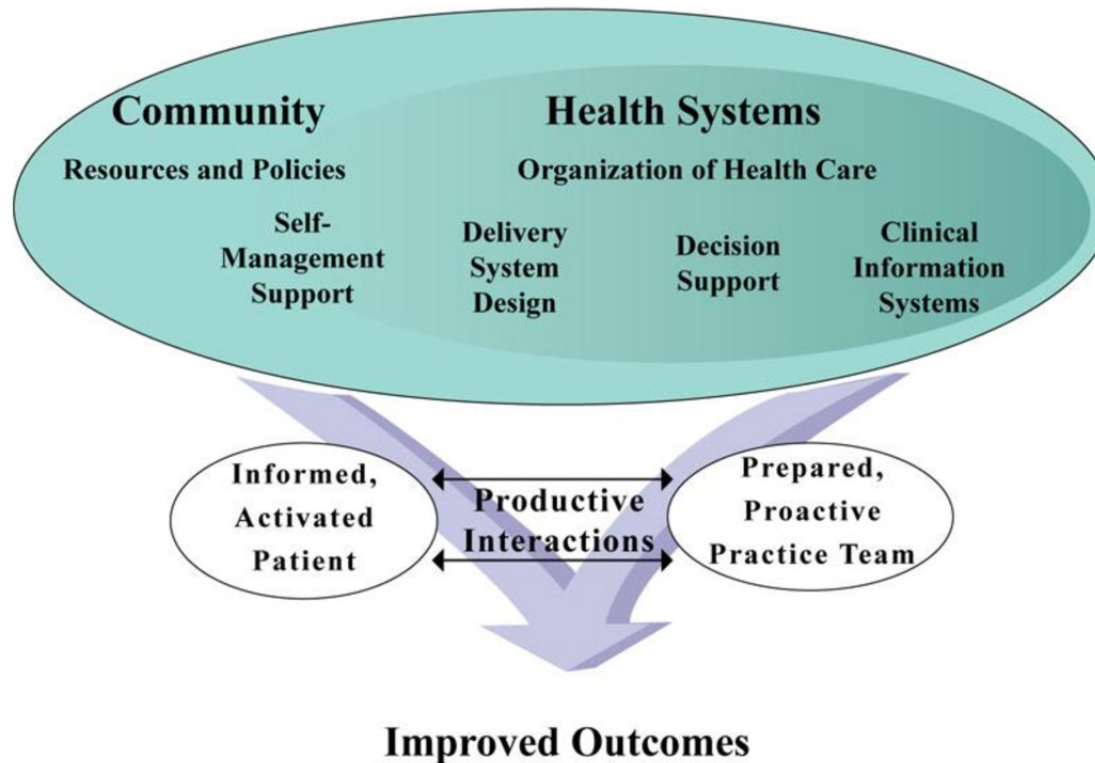 Community
Health Systems
Resources and Policies
Organization of Health Care
Self-
Management
Support
Delivery
System
Design
Decision
Support
Clinical
Information
Systems
Informed,
Activated
Patient
Productive
Interactions
Prepared,
Proactive
Practice Team
Improved Outcomes